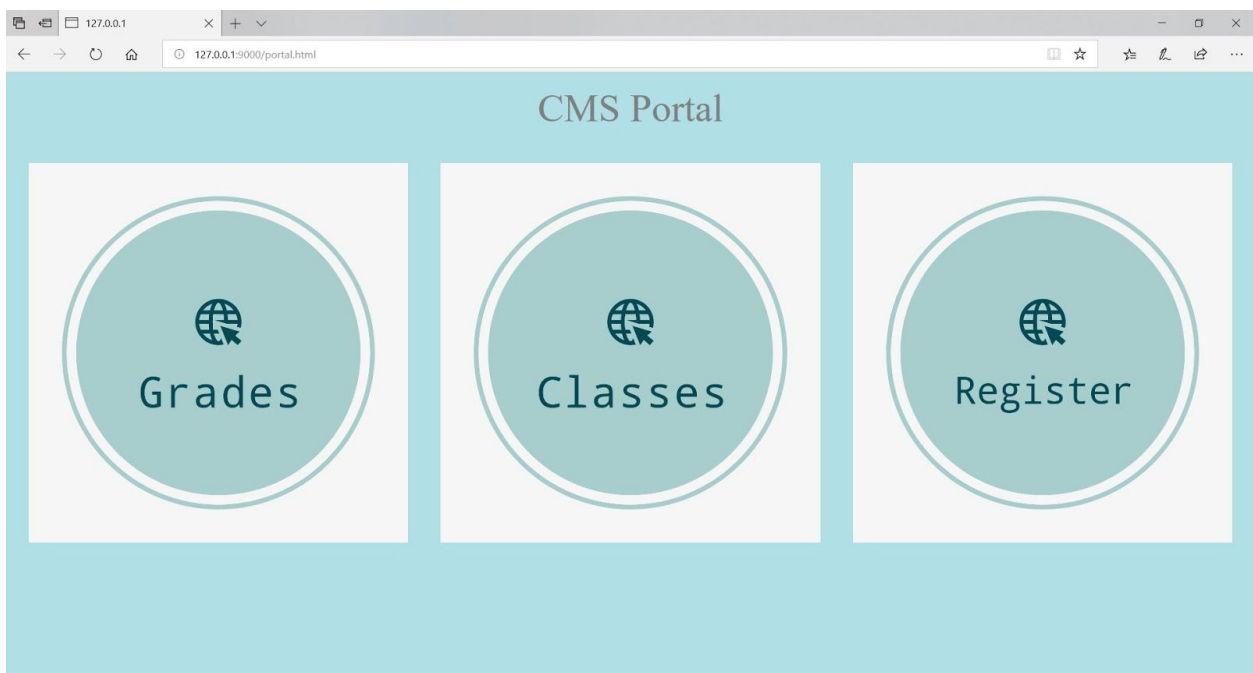 127.0.0.1
127.0.0.1:9000/portal.html
CMS Portal
Grades
Classes
Register